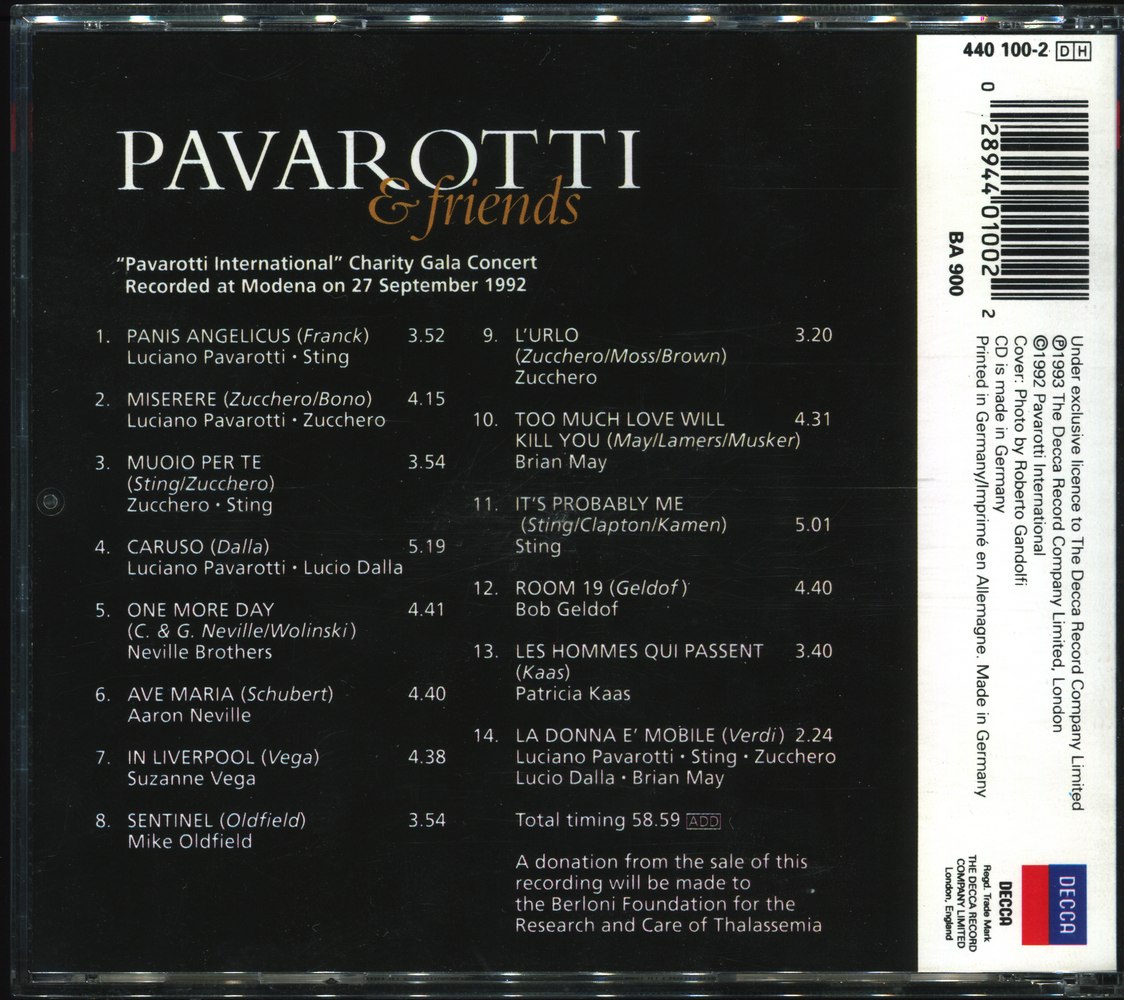 PAVAROTTI
& friends
“Pavarotti International” Charity Gala Concert
Recorded at Modena on 27 September 1992
1. PANIS ANGELICUS (Franck) 3.52
Luciano Pavarotti · Sting
2. MISERERE (Zucchero/Bono) 4.15
Luciano Pavarotti · Zucchero
3. MUOIO PER TE 3.54
(Sting/Zucchero)
Zucchero · Sting
4. CARUSO (Dalla) 5.19
Luciano Pavarotti · Lucio Dalla
5. ONE MORE DAY 4.41
(C. & G. Neville/Wolinski)
Neville Brothers
6. AVE MARIA (Schubert) 4.40
Aaron Neville
7. IN LIVERPOOL (Vega) 4.38
Suzanne Vega
8. SENTINEL (Oldfield) 3.54
Mike Oldfield
9. L’URLO 3.20
(Zucchero/Moss/Brown)
Zucchero
10. TOO MUCH LOVE WILL 4.31
KILL YOU (May/Lamers/Musker)
Brian May
11. IT’S PROBABLY ME
(Sting/Clapton/Kamen) 5.01
Sting
12. ROOM 19 (Geldof) 4.40
Bob Geldof
13. LES HOMMES QUI PASSENT 3.40
(Kaas)
Patricia Kaas
14. LA DONNA E’ MOBILE (Verdi) 2.24
Luciano Pavarotti · Sting · Zucchero
Lucio Dalla · Brian May
Total timing 58.59 ADD
A donation from the sale of this
recording will be made to
the Berloni Foundation for the
Research and Care of Thalassemia
440 100-2 DH
0 28944 01002 2
BA 900
Under exclusive licence to The Decca Record Company Limited
℗1993 The Decca Record Company Limited, London
©1992 Pavarotti International
Cover: Photo by Roberto Gandolfi
CD is made in Germany
Printed in Germany/Imprimé en Allemagne. Made in Germany
DECCA
DECCA
Regd. Trade Mark
THE DECCA RECORD
COMPANY LIMITED
London, England